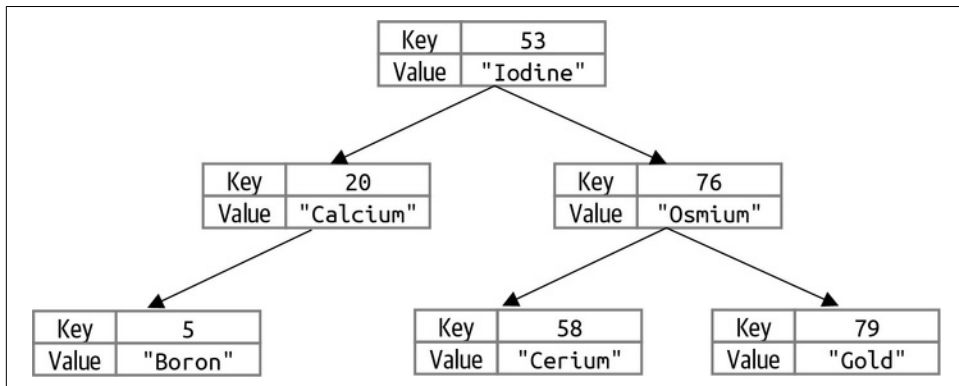 Key 53
Value "Iodine"
Key 20
Value "Calcium"
Key 76
Value "Osmium"
Key 5
Value "Boron"
Key 58
Value "Cerium"
Key 79
Value "Gold"